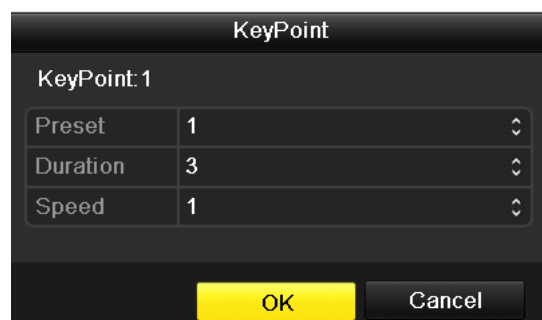 KeyPoint
KeyPoint:1
Preset 1
Duration 3
Speed 1
OK Cancel